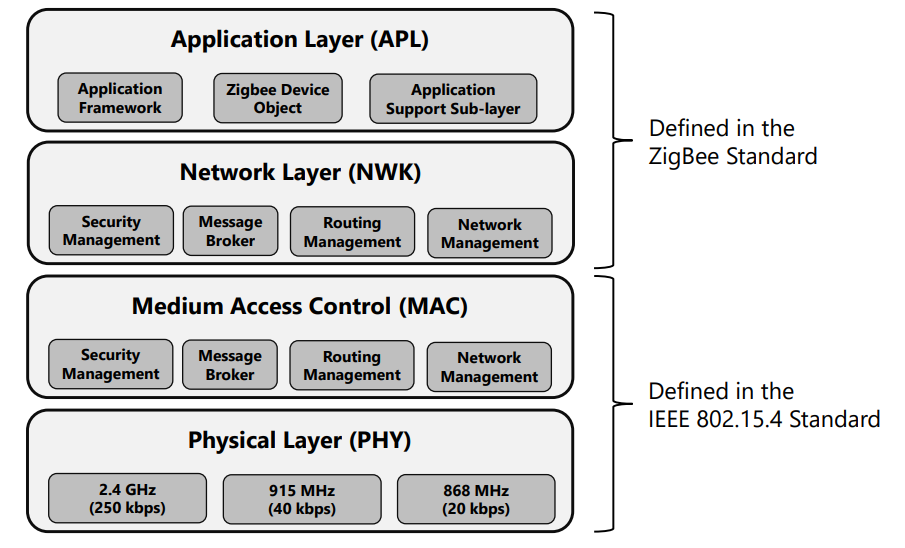 Application Layer (APL)
Application
Framework
Zigbee Device
Object
Application
Support Sub-layer
Defined in the
ZigBee Standard
Network Layer (NWK)
Security
Management
Message
Broker
Routing
Management
Network
Management
Medium Access Control (MAC)
Security
Management
Message
Broker
Routing
Management
Network
Management
Defined in the
IEEE 802.15.4 Standard
Physical Layer (PHY)
2.4 GHz
(250 kbps)
915 MHz
(40 kbps)
868 MHz
(20 kbps)